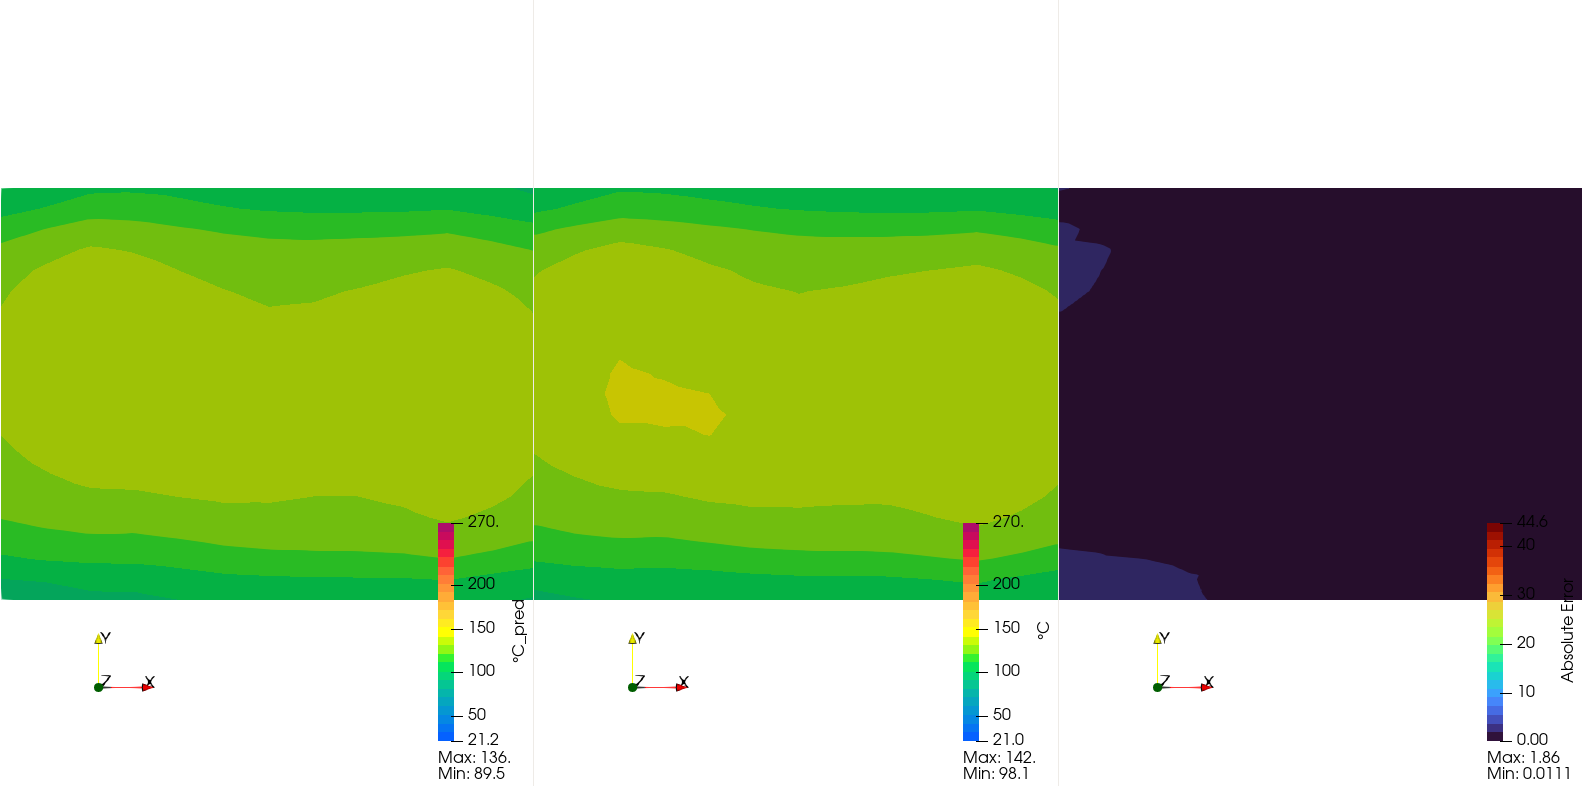 270.
200
150
100
50
21.2
°C_pred
Max: 136.
Min: 89.5
Y
Z
X
270.
200
150
100
50
21.0
°C
Max: 142.
Min: 98.1
Y
Z
X
44.6
40
30
20
10
0.00
Absolute Error
Max: 1.86
Min: 0.0111
Y
Z
X